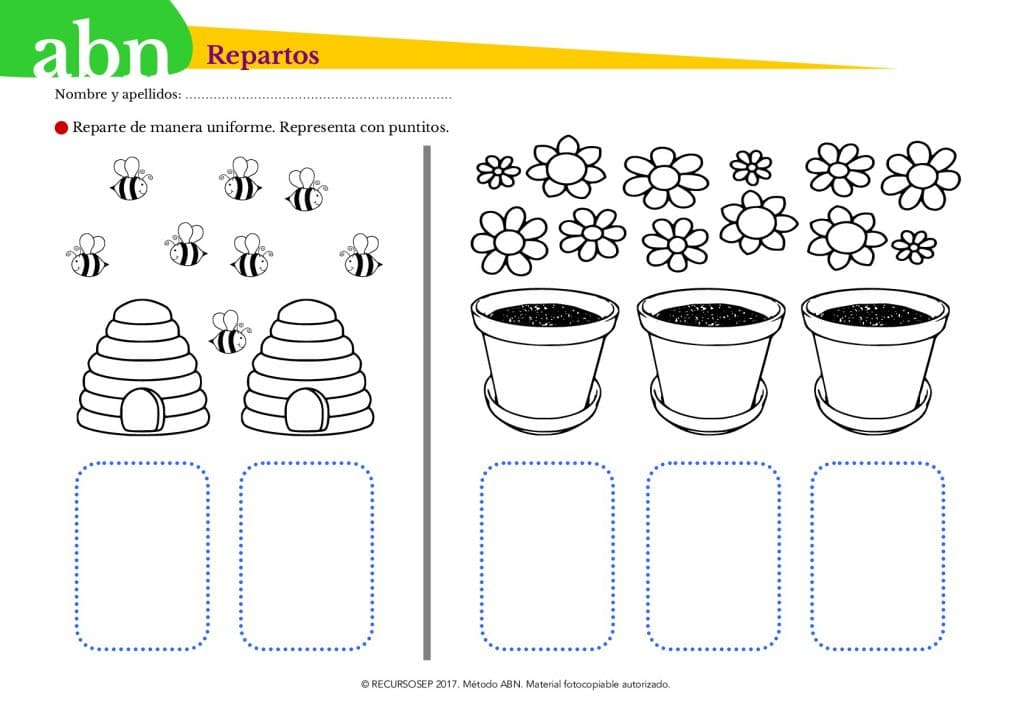 abn
Repartos
Nombre y apellidos: ..................................................................
Reparte de manera uniforme. Representa con puntitos.
© RECURSOSEP 2017. Método ABN. Material fotocopiable autorizado.